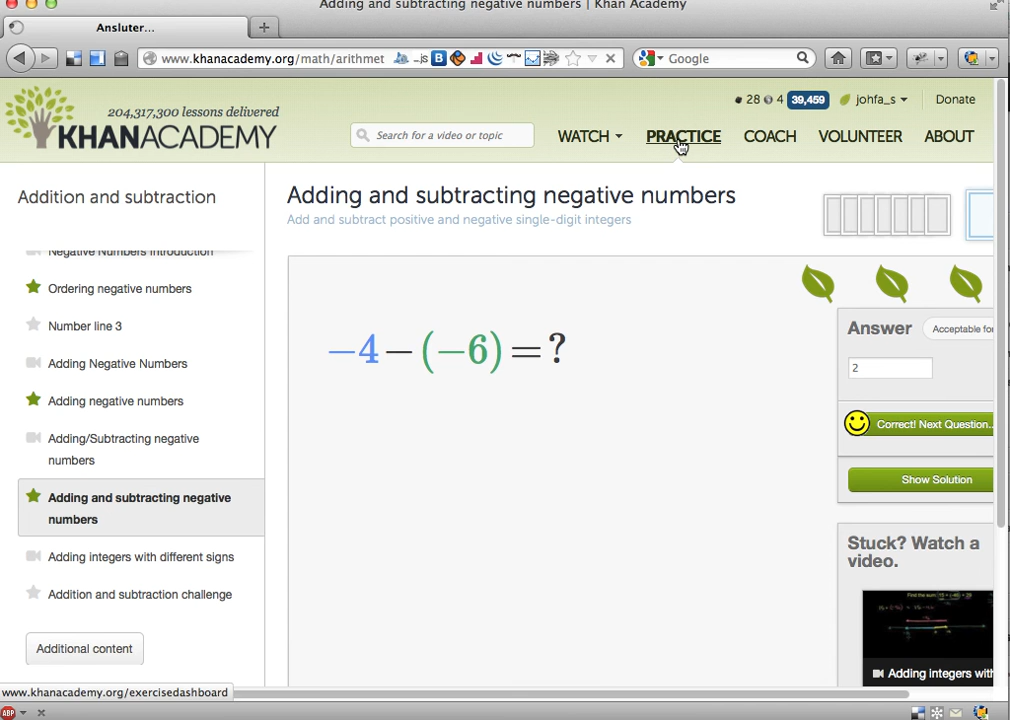 Adding and subtracting negative numbers | Khan Academy
Ansluter...
www.khanacademy.org/math/arithmet
Google
204,317,300 lessons delivered
KHANACADEMY
28 4 39,459 johfa_s Donate
Search for a video or topic
WATCH PRACTICE COACH VOLUNTEER ABOUT
Addition and subtraction
Negative Numbers Introduction
Ordering negative numbers
Number line 3
Adding Negative Numbers
Adding negative numbers
Adding/Subtracting negative
numbers
Adding and subtracting negative
numbers
Adding integers with different signs
Addition and subtraction challenge
Additional content
Adding and subtracting negative numbers
Add and subtract positive and negative single-digit integers
−4 − (−6) = ?
Answer Acceptable for
2
Correct! Next Question..
Show Solution
Stuck? Watch a
video.
Adding integers with
www.khanacademy.org/exercisedashboard
ABP